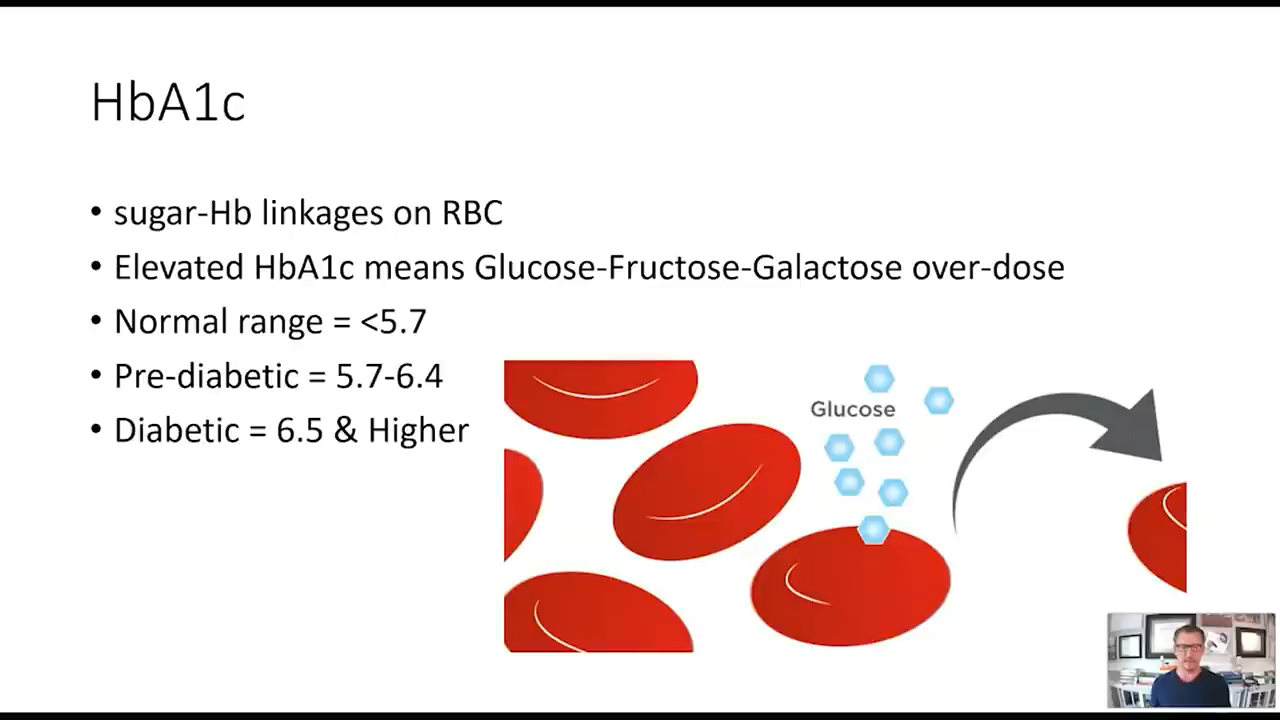 HbA1c
• sugar-Hb linkages on RBC
• Elevated HbA1c means Glucose-Fructose-Galactose over-dose
• Normal range = <5.7
• Pre-diabetic = 5.7-6.4
• Diabetic = 6.5 & Higher
Glucose